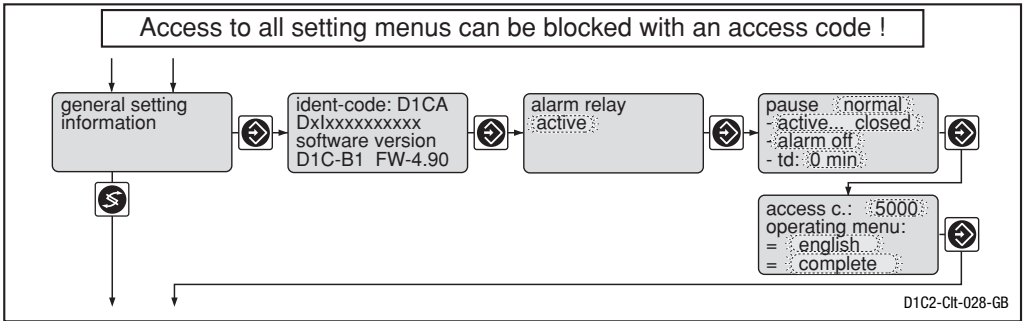 Access to all setting menus can be blocked with an access code !
general setting
information
ident-code: D1CA
DxIxxxxxxxxxx
software version
D1C-B1 FW-4.90
alarm relay
active
pause normal
- active... closed
- alarm off
- td: 0 min
access c.: 5000
operating menu:
= english
= complete
D1C2-Clt-028-GB